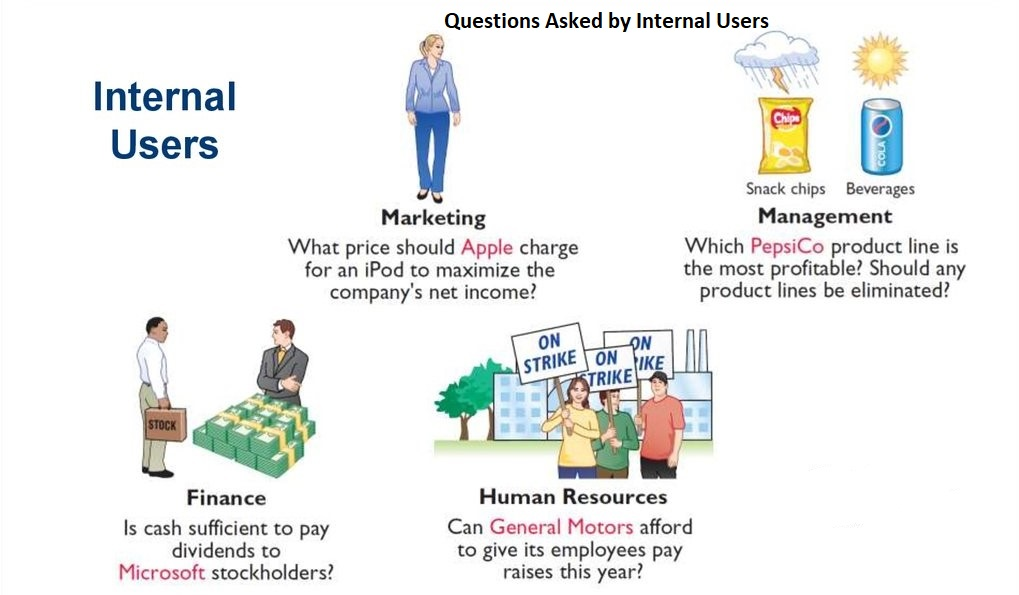 Questions Asked by Internal Users
Internal
Users
Chips
COLA
Snack chips
Beverages
Marketing
What price should Apple charge
for an iPod to maximize the
company's net income?
Management
Which PepsiCo product line is
the most profitable? Should any
product lines be eliminated?
STOCK
ON
STRIKE
ON
STRIKE
ON
IKE
Finance
Is cash sufficient to pay
dividends to
Microsoft stockholders?
Human Resources
Can General Motors afford
to give its employees pay
raises this year?